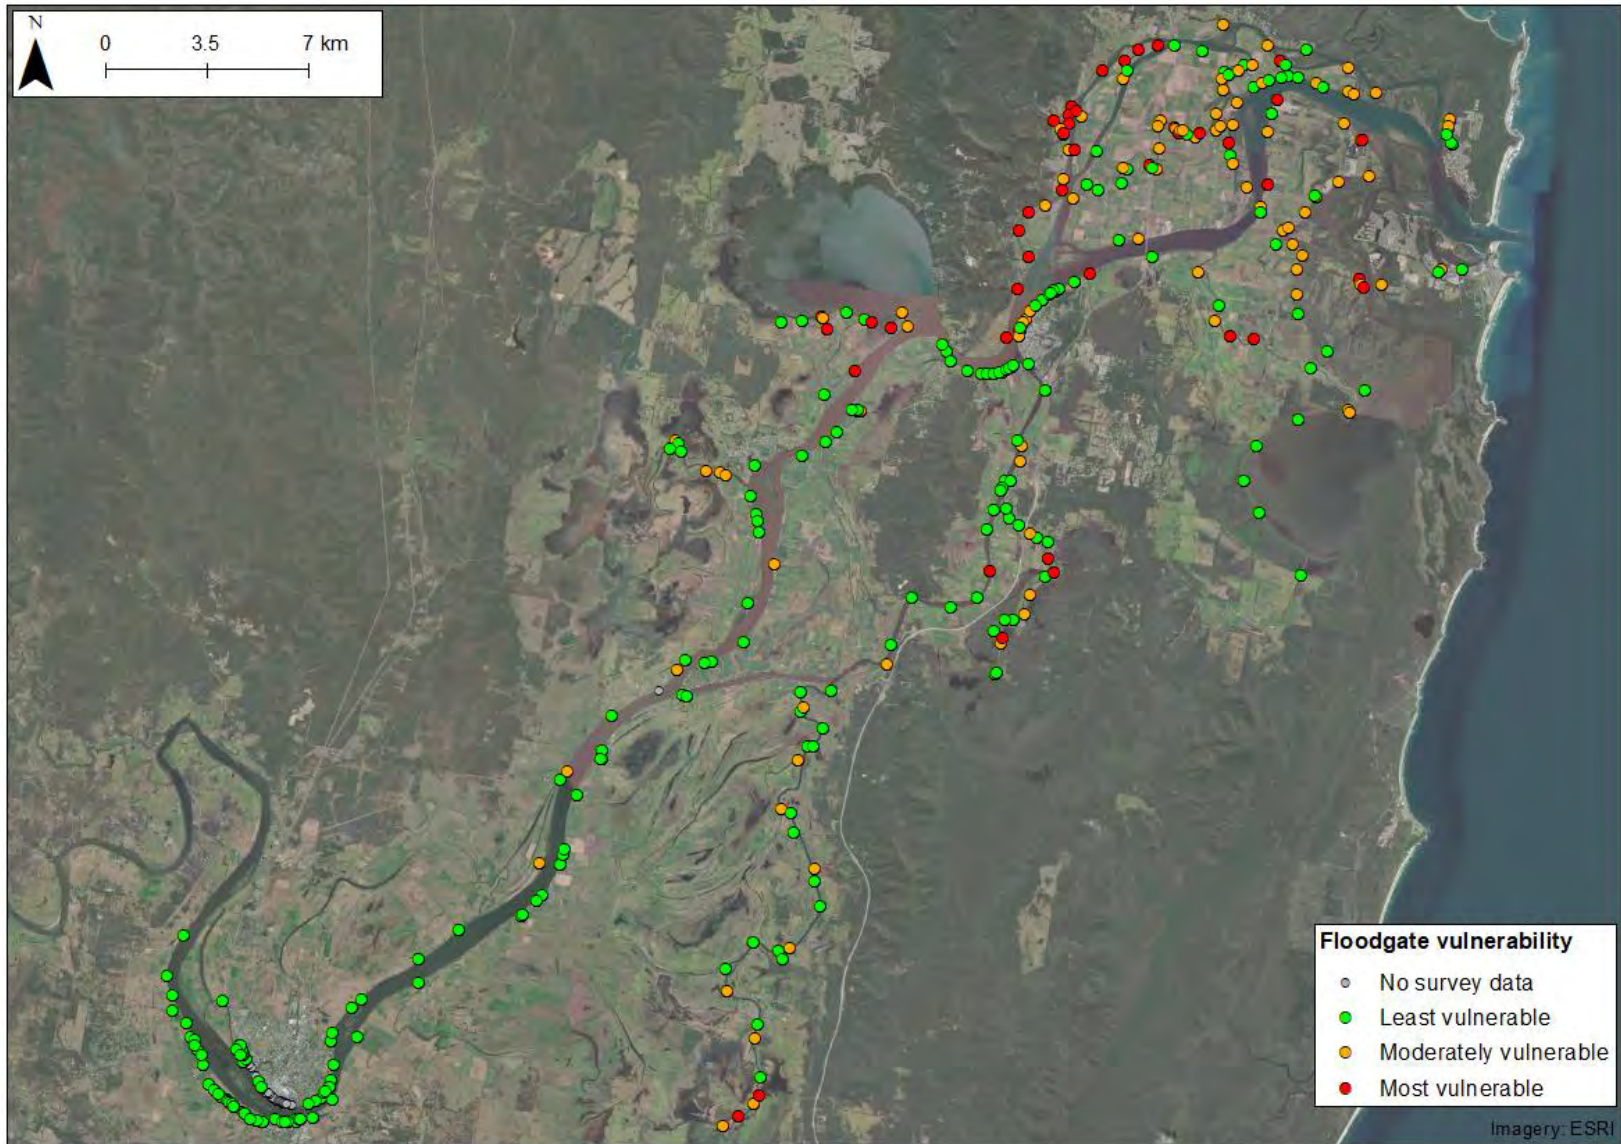 N
0 3.5 7 km
Floodgate vulnerability
No survey data
Least vulnerable
Moderately vulnerable
Most vulnerable
Imagery: ESRI